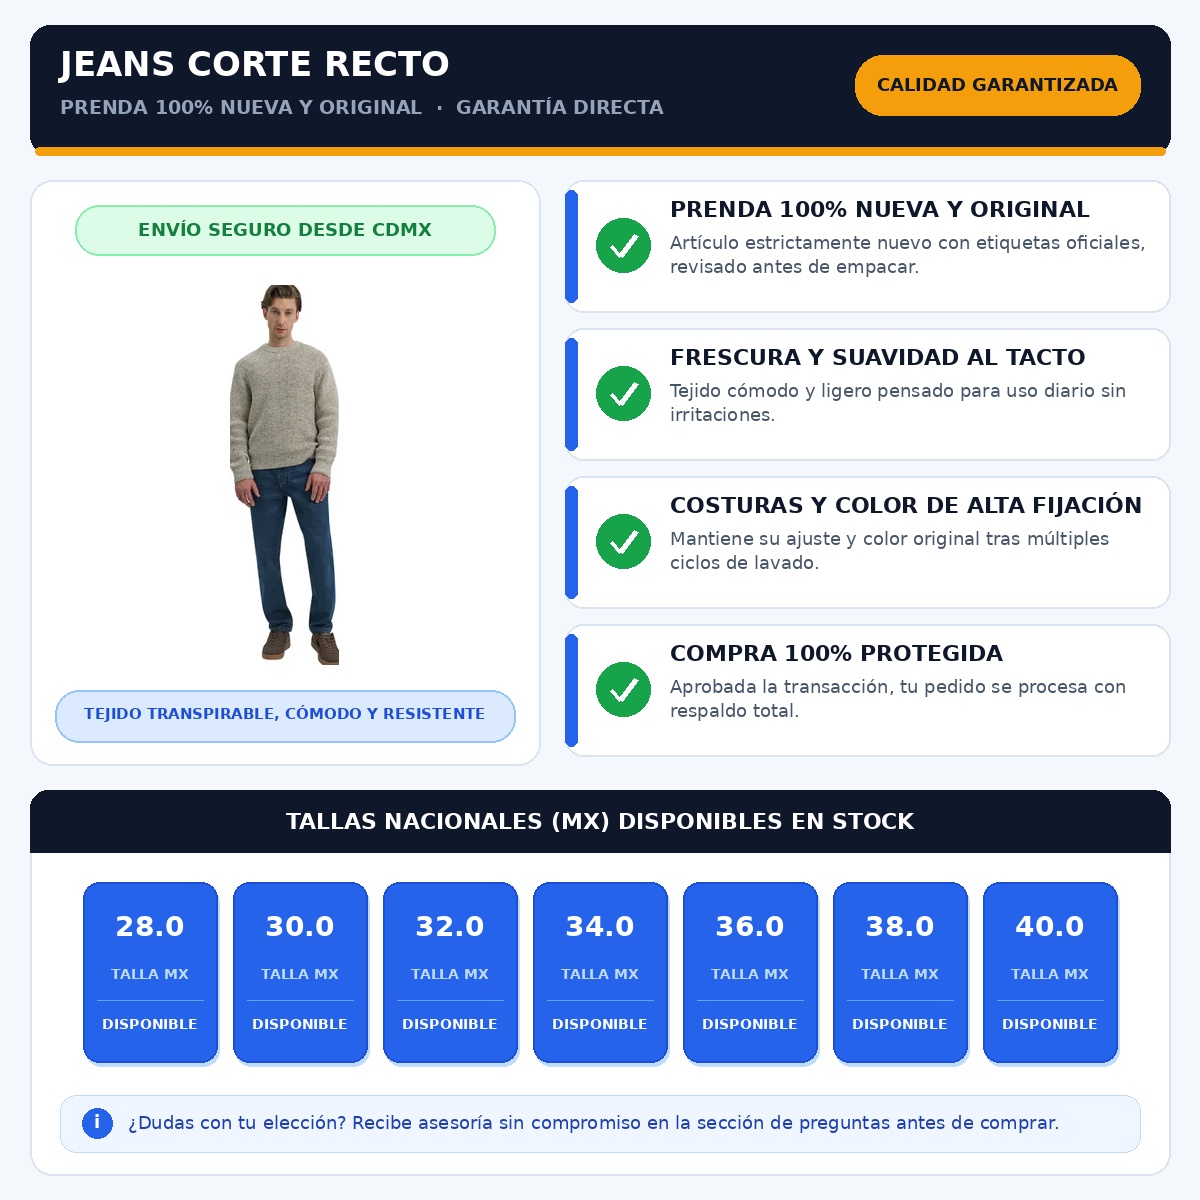 JEANS CORTE RECTO
PRENDA 100% NUEVA Y ORIGINAL · GARANTÍA DIRECTA
CALIDAD GARANTIZADA
ENVÍO SEGURO DESDE CDMX
TEJIDO TRANSPIRABLE, CÓMODO Y RESISTENTE
PRENDA 100% NUEVA Y ORIGINAL
Artículo estrictamente nuevo con etiquetas oficiales,
revisado antes de empacar.
FRESCURA Y SUAVIDAD AL TACTO
Tejido cómodo y ligero pensado para uso diario sin
irritaciones.
COSTURAS Y COLOR DE ALTA FIJACIÓN
Mantiene su ajuste y color original tras múltiples
ciclos de lavado.
COMPRA 100% PROTEGIDA
Aprobada la transacción, tu pedido se procesa con
respaldo total.
TALLAS NACIONALES (MX) DISPONIBLES EN STOCK
28.0
TALLA MX
DISPONIBLE
30.0
TALLA MX
DISPONIBLE
32.0
TALLA MX
DISPONIBLE
34.0
TALLA MX
DISPONIBLE
36.0
TALLA MX
DISPONIBLE
38.0
TALLA MX
DISPONIBLE
40.0
TALLA MX
DISPONIBLE
i ¿Dudas con tu elección? Recibe asesoría sin compromiso en la sección de preguntas antes de comprar.